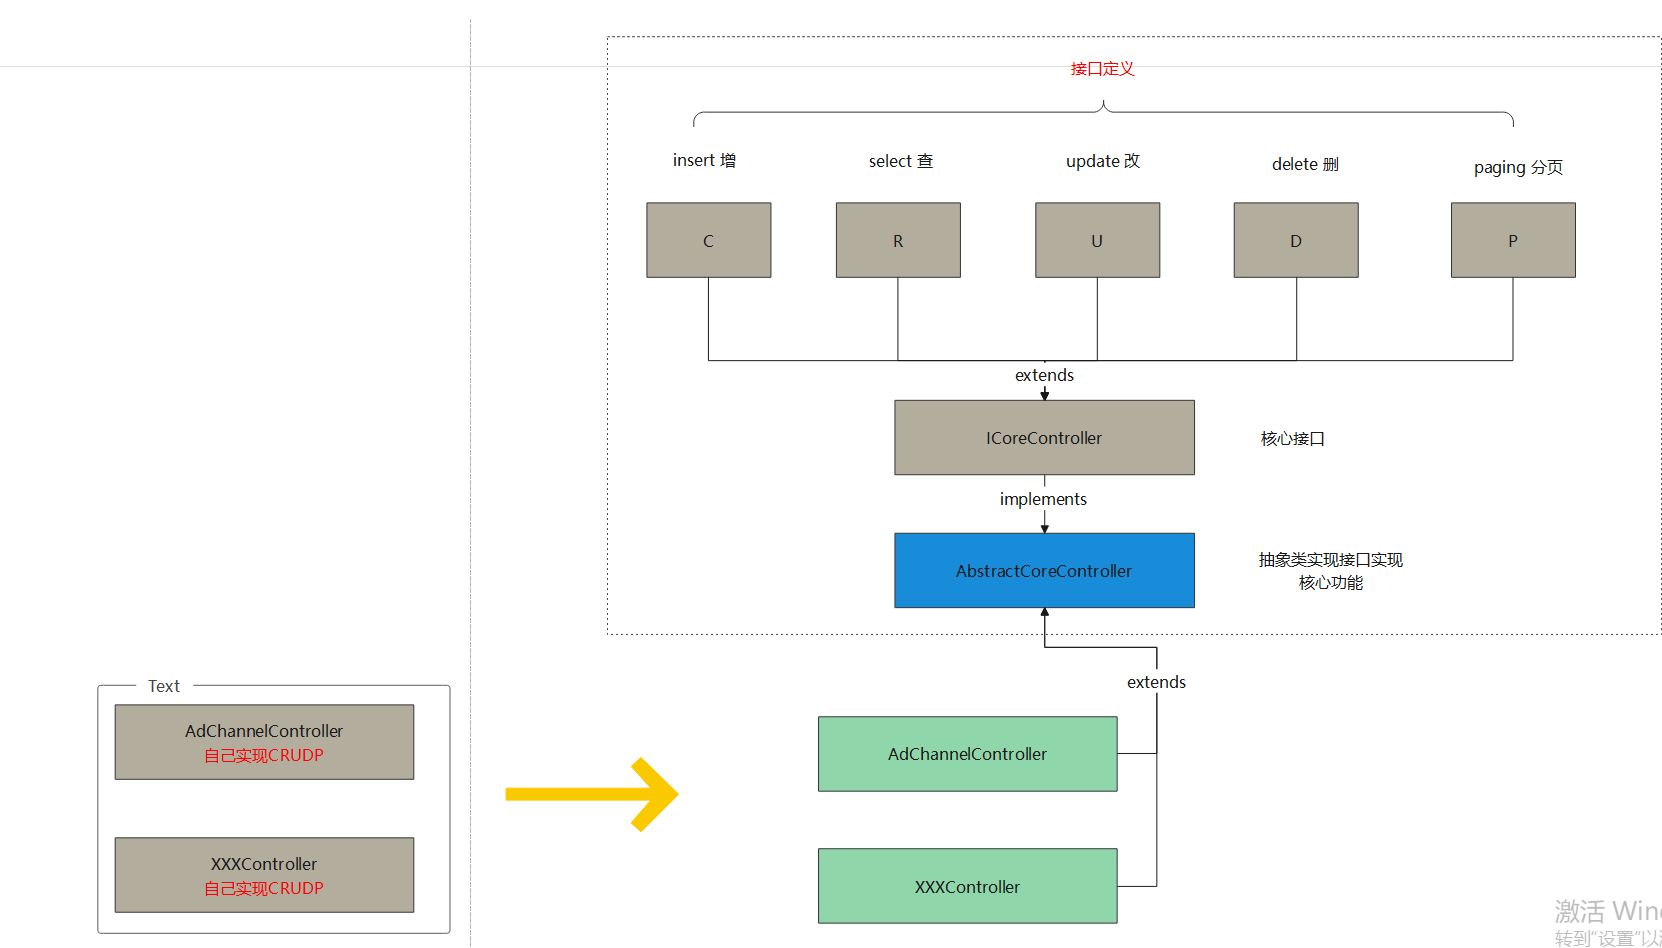 接口定义
insert 增
select 查
update 改
delete 删
paging 分页
C
R
U
D
P
extends
ICoreController
核心接口
implements
AbstractCoreController
抽象类实现接口实现
核心功能
extends
Text
AdChannelController
自己实现CRUDP
XXXController
自己实现CRUDP
AdChannelController
XXXController
激活 Wind
转到"设置"以